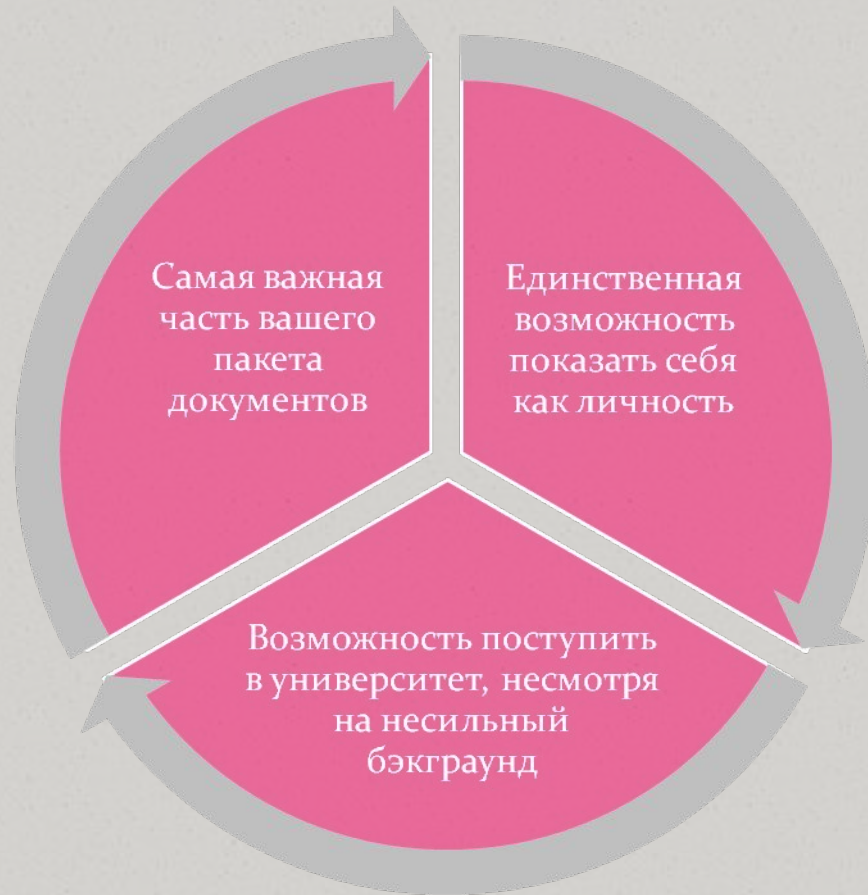 Самая важная
часть вашего
пакета
документов
Единственная
возможность
показать себя
как личность
Возможность поступить
в университет, несмотря
на несильный
бэкграунд